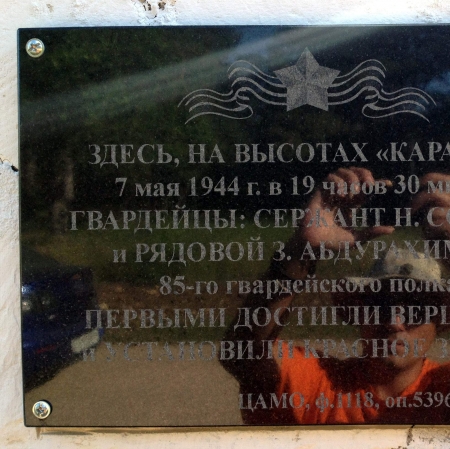 ЗДЕСЬ, НА ВЫСОТАХ «КАРА
7 мая 1944 г. в 19 часов 30 м
ГВАРДЕЙЦЫ: СЕРЖАНТ Н. СО
и РЯДОВОЙ З. АБДУРАХИМ
85-го гвардейского полка
ПЕРВЫМИ ДОСТИГЛИ ВЕРШ
и УСТАНОВИЛИ КРАСНОЕ З
ЦАМО, ф.1118, оп.5396